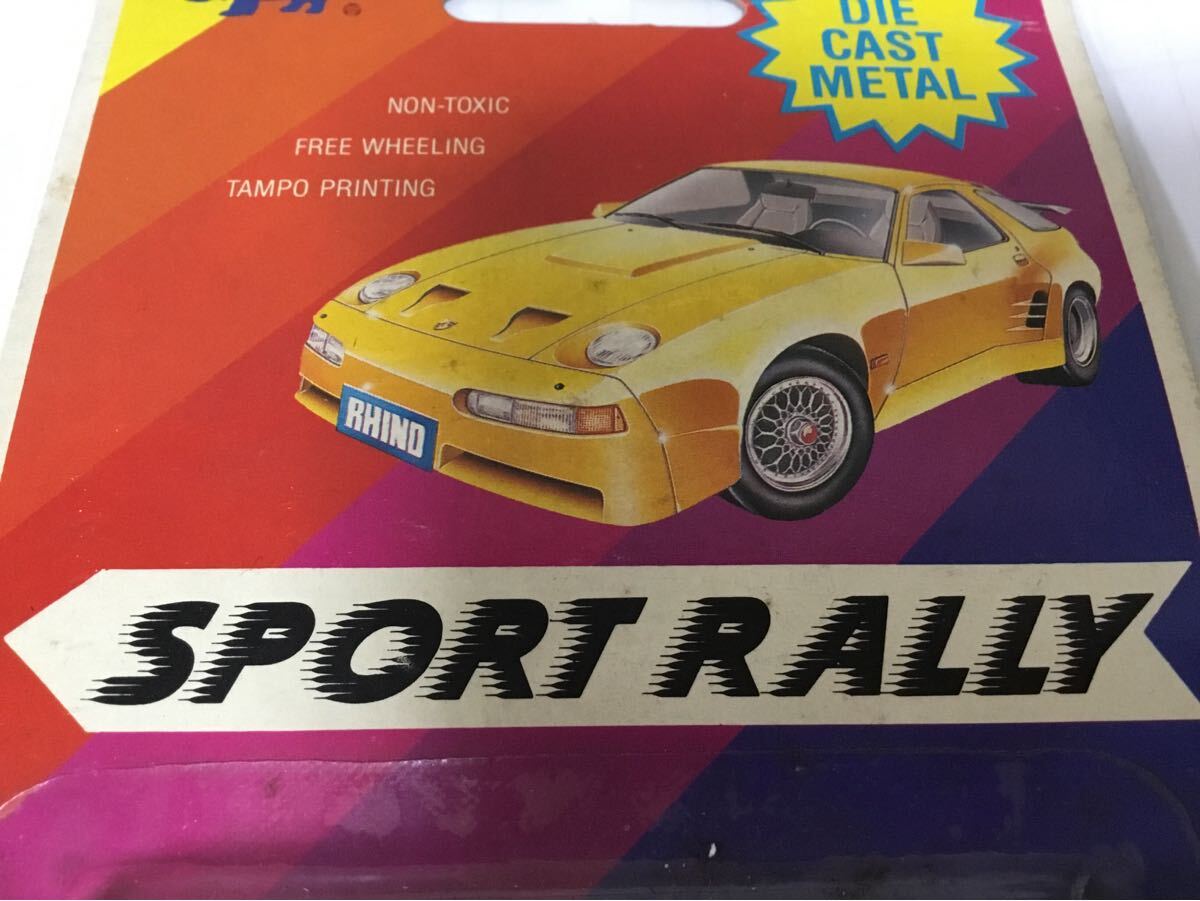 DIE
CAST
METAL
NON-TOXIC
FREE WHEELING
TAMPO PRINTING
RHINO
SPORT RALLY